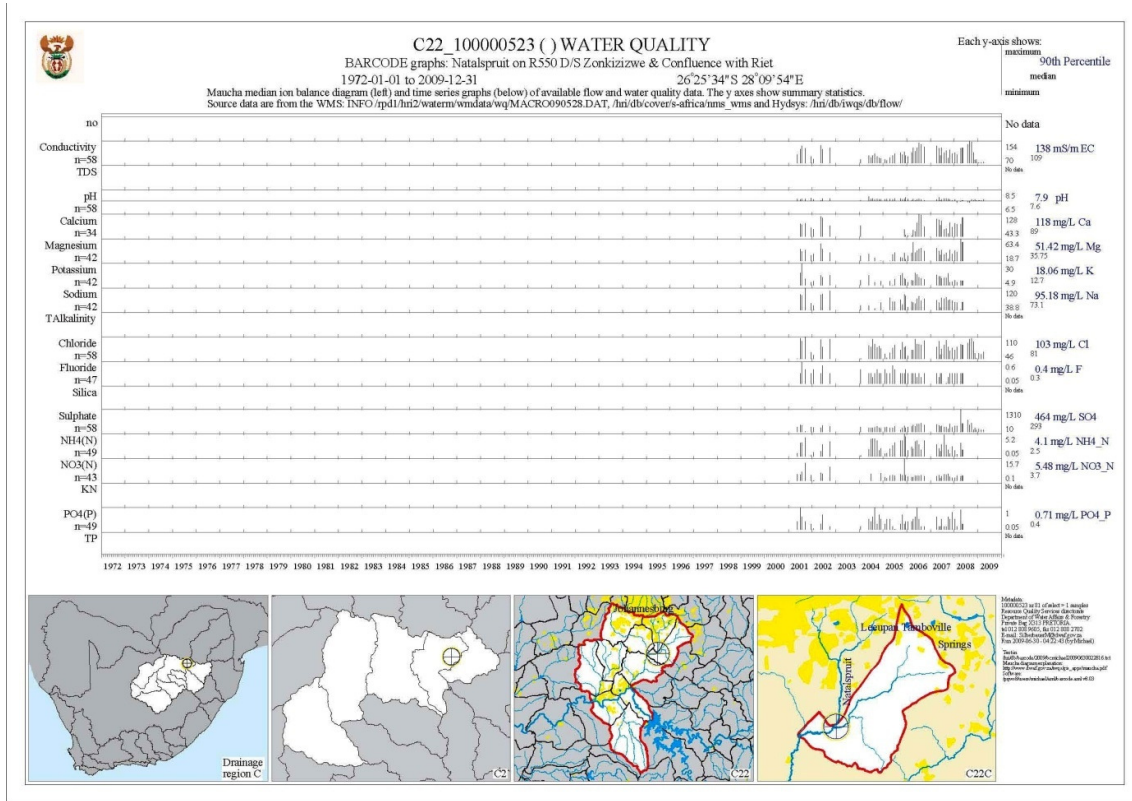 C22_100000523 ( ) WATER QUALITY
BARCODE graphs: Natalspruit on R550 D/S Zonkizizwe & Confluence with Riet
1972-01-01 to 2009-12-31 26°25'34"S 28°09'54"E
Maucha median ion balance diagram (left) and time series graphs (below) of available flow and water quality data. The y axes show summary statistics.
Source data are from the WMS: INFO /rpd1/hri2/waterm/wmdata/wq/MACRO090528.DAT, /hri/db/cover/s-africa/nms_wms and Hydsys: /hri/db/iwqs/db/flow/
Each y-axis shows:
maximum
90th Percentile
median
minimum
no
No data
Conductivity
n=58
154
70
138 mS/m EC
109
TDS
No data
pH
n=58
8.5
6.5
7.9 pH
7.6
Calcium
n=34
128
43.3
118 mg/L Ca
89
Magnesium
n=42
63.4
18.7
51.42 mg/L Mg
35.75
Potassium
n=42
30
4.9
18.06 mg/L K
12.7
Sodium
n=42
120
38.8
95.18 mg/L Na
73.1
TAlkalinity
No data
Chloride
n=58
110
46
103 mg/L Cl
81
Fluoride
n=47
0.6
0.05
0.4 mg/L F
0.3
Silica
No data
Sulphate
n=58
1310
10
464 mg/L SO4
293
NH4(N)
n=49
5.2
0.05
4.1 mg/L NH4_N
2.5
NO3(N)
n=43
15.7
0.1
5.48 mg/L NO3_N
3.7
KN
No data
PO4(P)
n=49
1
0.05
0.71 mg/L PO4_P
0.4
TP
No data
1972 1973 1974 1975 1976 1977 1978 1979 1980 1981 1982 1983 1984 1985 1986 1987 1988 1989 1990 1991 1992 1993 1994 1995 1996 1997 1998 1999 2000 2001 2002 2003 2004 2005 2006 2007 2008 2009
Drainage
region C
C2
Johannesburg
C22
Leeupan Tamboville
Springs
Natalspruit
C22C
Metadata:
Resource Quality Services directorate
Department of Water Affairs & Forestry